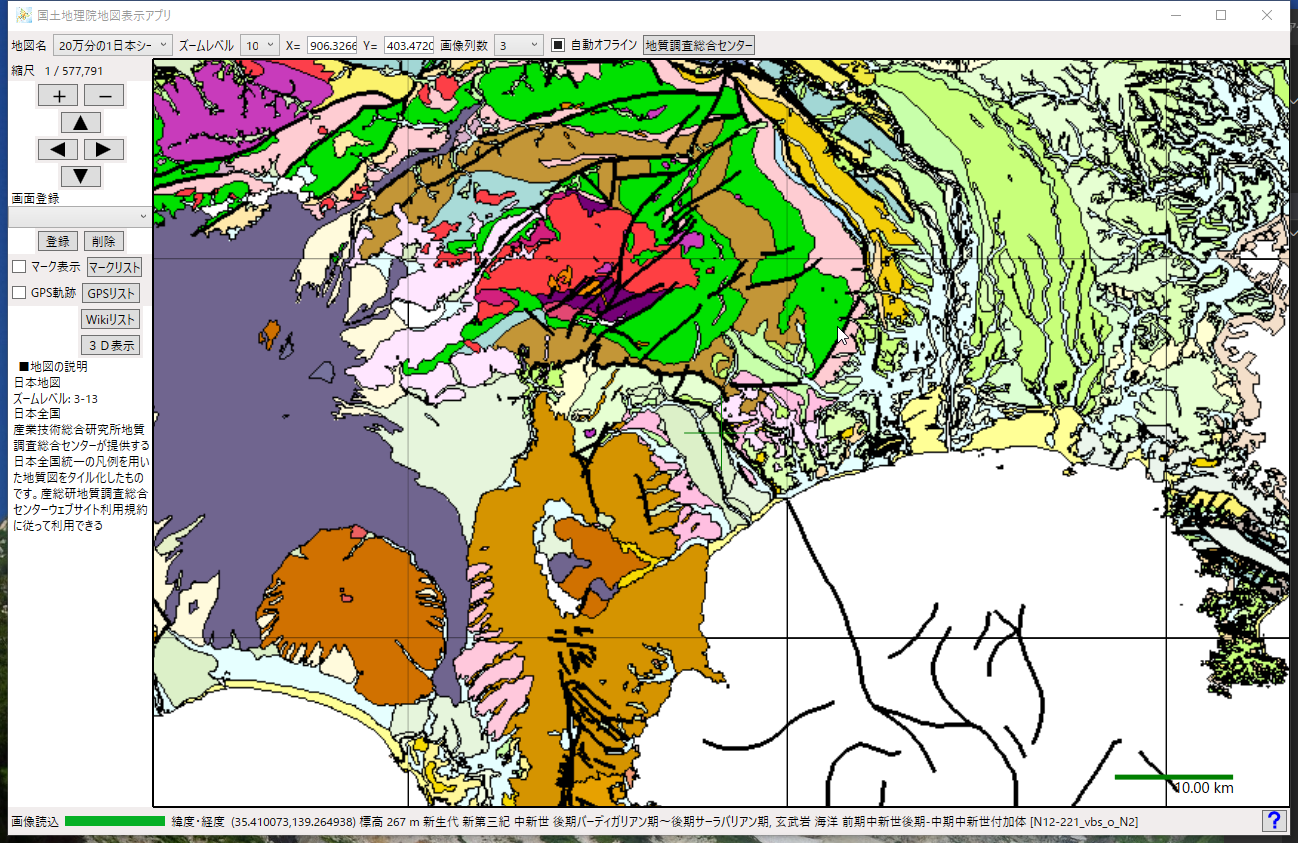 国土地理院地図表示アプリ
地図名 20万分の1日本シー ズームレベル 10 X= 906.3266 Y= 403.4720 画像列数 3 自動オフライン 地質調査総合センター
縮尺 1 / 577,791
+ −
▲
◀ ▶
▼
画面登録
登録 削除
マーク表示 マークリスト
GPS軌跡 GPSリスト
Wikiリスト
３Ｄ表示
■地図の説明
日本地図
ズームレベル: 3-13
日本全国
産業技術総合研究所地質
調査総合センターが提供する
日本全国統一の凡例を用い
た地質図をタイル化したもの
です。産総研地質調査総合
センターウェブサイト利用規約
に従って利用できる
10.00 km
画像読込 緯度・経度 (35.410073,139.264938) 標高 267 m 新生代 新第三紀 中新世 後期バーディガリアン期～後期サーラバリアン期, 玄武岩 海洋 前期中新世後期-中期中新世付加体 [N12-221_vbs_o_N2]
?